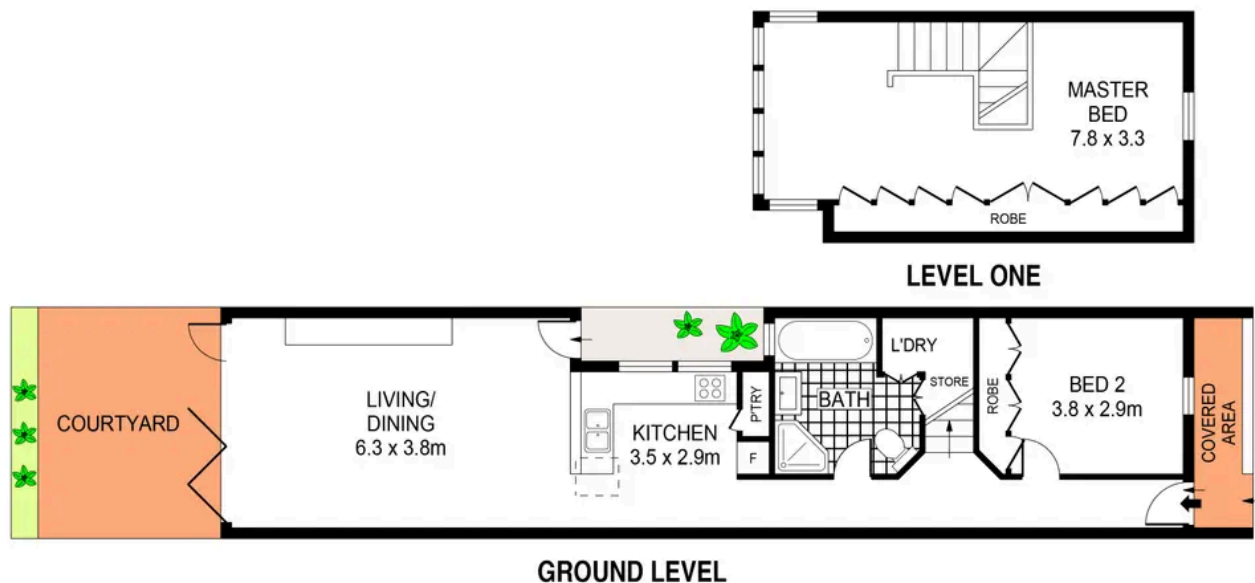 MASTER
BED
7.8 x 3.3
ROBE
LEVEL ONE
COURTYARD
LIVING/
DINING
6.3 x 3.8m
KITCHEN
3.5 x 2.9m
P'TRY
F
BATH
L'DRY
STORE
ROBE
BED 2
3.8 x 2.9m
COVERED
AREA
GROUND LEVEL